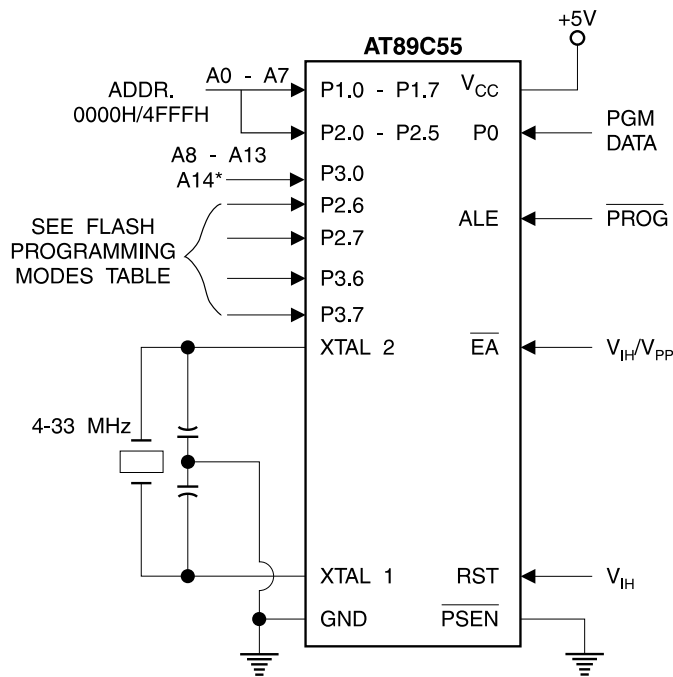 +5V
AT89C55
A0 - A7
ADDR.
0000H/4FFFH
P1.0 - P1.7
VCC
P2.0 - P2.5
P0
PGM
DATA
A8 - A13
A14*
P3.0
SEE FLASH
PROGRAMMING
MODES TABLE
P2.6
P2.7
P3.6
P3.7
ALE
PROG
XTAL 2
EA
VIH/VPP
4-33 MHz
XTAL 1
RST
VIH
GND
PSEN